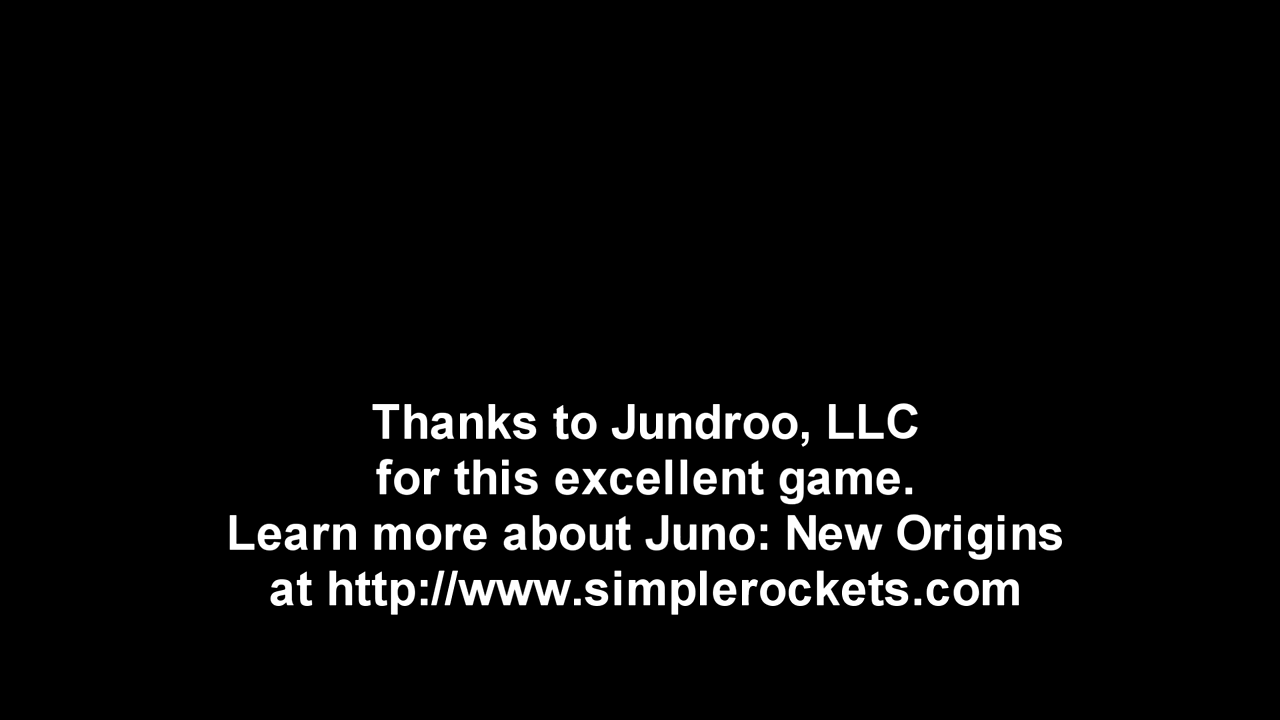 Thanks to Jundroo, LLC
for this excellent game.
Learn more about Juno: New Origins
at http://www.simplerockets.com